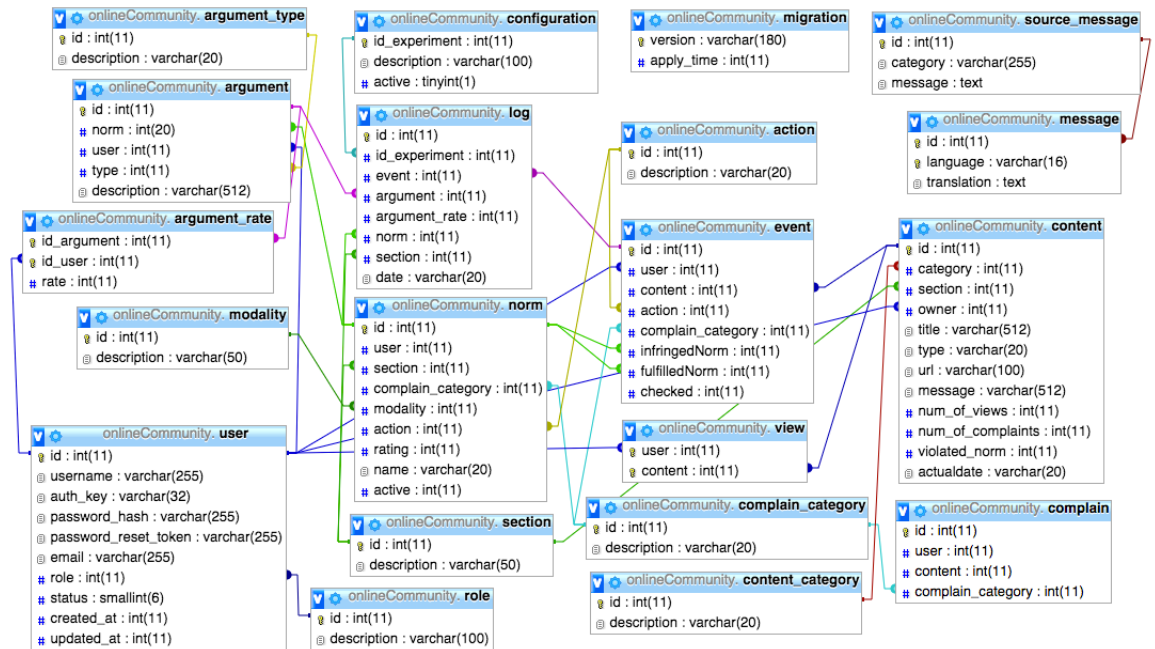 onlineCommunity. argument_type
id : int(11)
description : varchar(20)
onlineCommunity. configuration
id_experiment : int(11)
description : varchar(100)
active : tinyint(1)
onlineCommunity. migration
version : varchar(180)
apply_time : int(11)
onlineCommunity. source_message
id : int(11)
category : varchar(255)
message : text
onlineCommunity. argument
id : int(11)
norm : int(20)
user : int(11)
type : int(11)
description : varchar(512)
onlineCommunity. log
id : int(11)
id_experiment : int(11)
event : int(11)
argument : int(11)
argument_rate : int(11)
norm : int(11)
section : int(11)
date : varchar(20)
onlineCommunity. action
id : int(11)
description : varchar(20)
onlineCommunity. message
id : int(11)
language : varchar(16)
translation : text
onlineCommunity. argument_rate
id_argument : int(11)
id_user : int(11)
rate : int(11)
onlineCommunity. event
id : int(11)
user : int(11)
content : int(11)
action : int(11)
complain_category : int(11)
infringedNorm : int(11)
fulfilledNorm : int(11)
checked : int(11)
onlineCommunity. content
id : int(11)
category : int(11)
section : int(11)
owner : int(11)
title : varchar(512)
type : varchar(20)
url : varchar(100)
message : varchar(512)
num_of_views : int(11)
num_of_complaints : int(11)
violated_norm : int(11)
actualdate : varchar(20)
onlineCommunity. modality
id : int(11)
description : varchar(50)
onlineCommunity. norm
id : int(11)
user : int(11)
section : int(11)
complain_category : int(11)
modality : int(11)
action : int(11)
rating : int(11)
name : varchar(20)
active : int(11)
onlineCommunity. user
id : int(11)
username : varchar(255)
auth_key : varchar(32)
password_hash : varchar(255)
password_reset_token : varchar(255)
email : varchar(255)
role : int(11)
status : smallint(6)
created_at : int(11)
updated_at : int(11)
onlineCommunity. view
user : int(11)
content : int(11)
onlineCommunity. section
id : int(11)
description : varchar(50)
onlineCommunity. complain_category
id : int(11)
description : varchar(20)
onlineCommunity. complain
id : int(11)
user : int(11)
content : int(11)
complain_category : int(11)
onlineCommunity. content_category
id : int(11)
description : varchar(20)
onlineCommunity. role
id : int(11)
description : varchar(100)